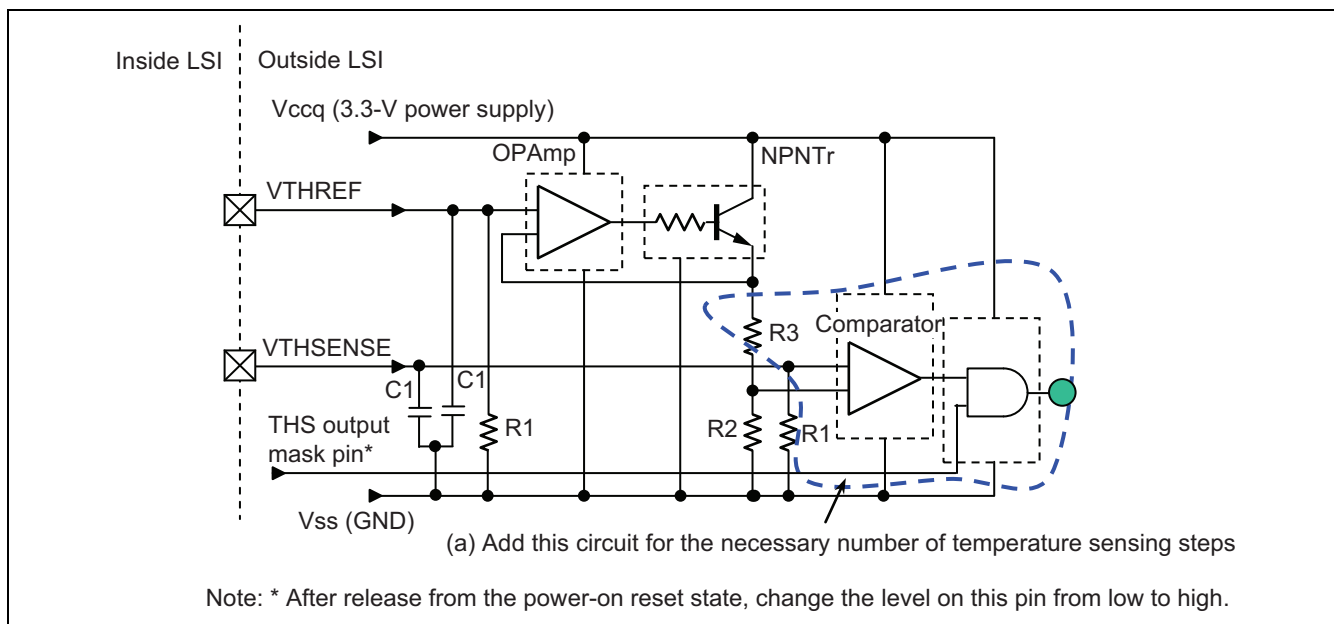 Inside LSI
Outside LSI
Vccq (3.3-V power supply)
OPAmp
NPNTr
VTHREF
R3
Comparator
VTHSENSE
C1
C1
R1
R2
R1
THS output
mask pin*
Vss (GND)
(a) Add this circuit for the necessary number of temperature sensing steps
Note: * After release from the power-on reset state, change the level on this pin from low to high.